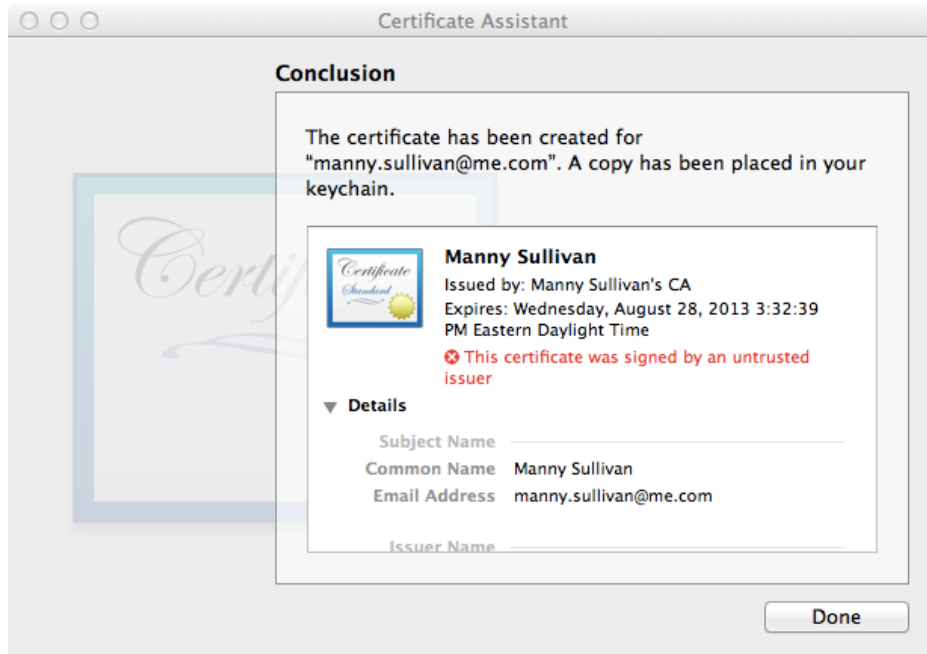 Certificate Assistant
Conclusion
The certificate has been created for
“manny.sullivan@me.com”. A copy has been placed in your
keychain.
Certif
Certificate
Standard
Manny Sullivan
Issued by: Manny Sullivan's CA
Expires: Wednesday, August 28, 2013 3:32:39
PM Eastern Daylight Time
This certificate was signed by an untrusted
issuer
Details
Subject Name
Common Name Manny Sullivan
Email Address manny.sullivan@me.com
Issuer Name
Done